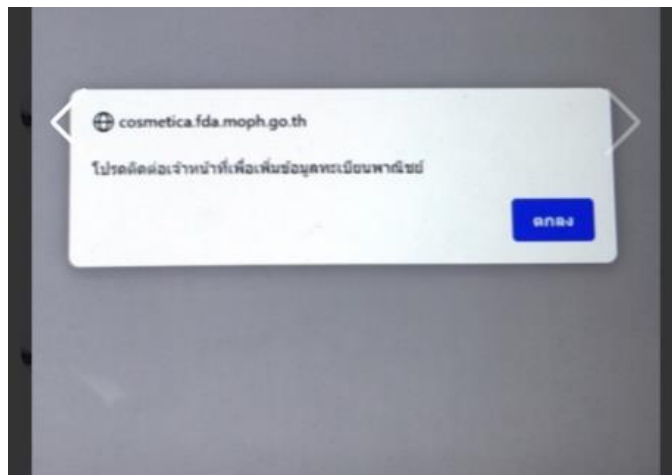 cosmetica.fda.moph.go.th
โปรดติดต่อเจ้าหน้าที่เพื่อเพิ่มข้อมูลทะเบียนพาณิชย์
ตกลง